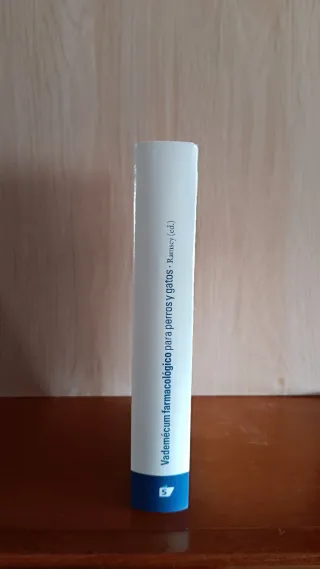 Vademécum farmacológico para perros y gatos · Ramsey (ed.)
S